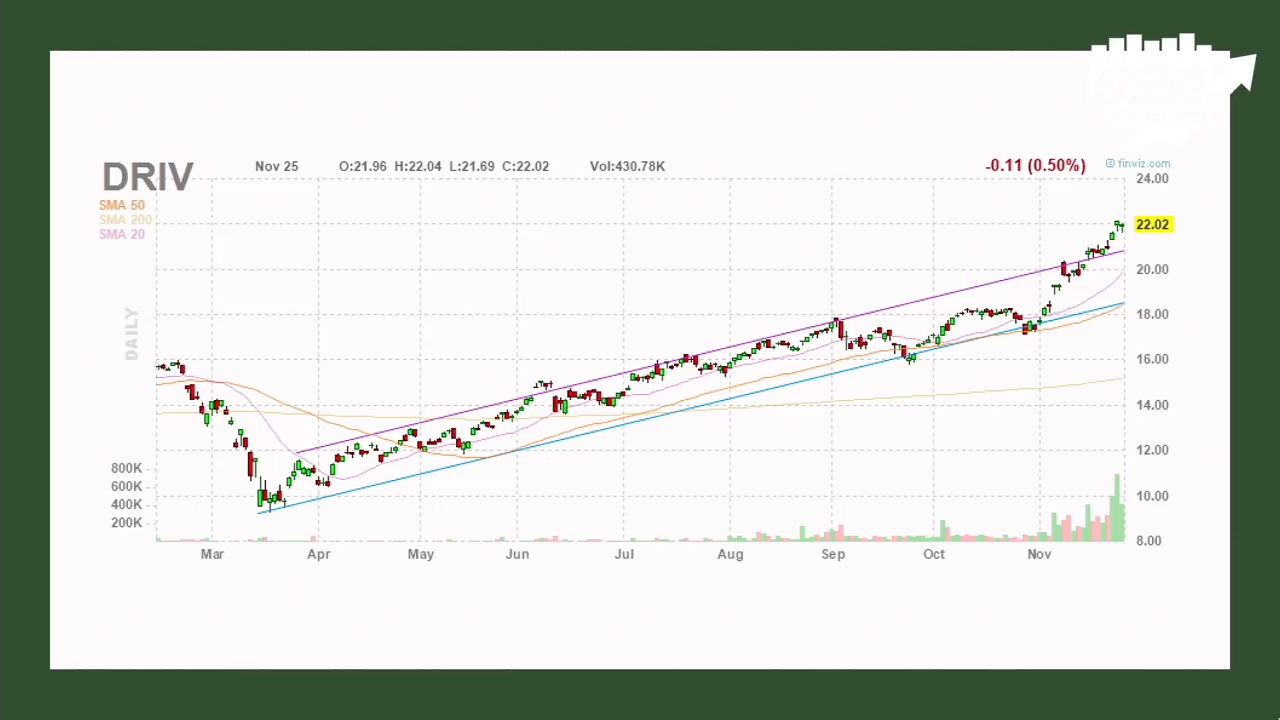 DRIV Nov 25 O:21.96 H:22.04 L:21.69 C:22.02 Vol:430.78K -0.11 (0.50%) © finviz.com
SMA 50
SMA 200
SMA 20
DAILY
24.00
22.02
20.00
18.00
16.00
14.00
12.00
10.00
8.00
800K
600K
400K
200K
Mar Apr May Jun Jul Aug Sep Oct Nov